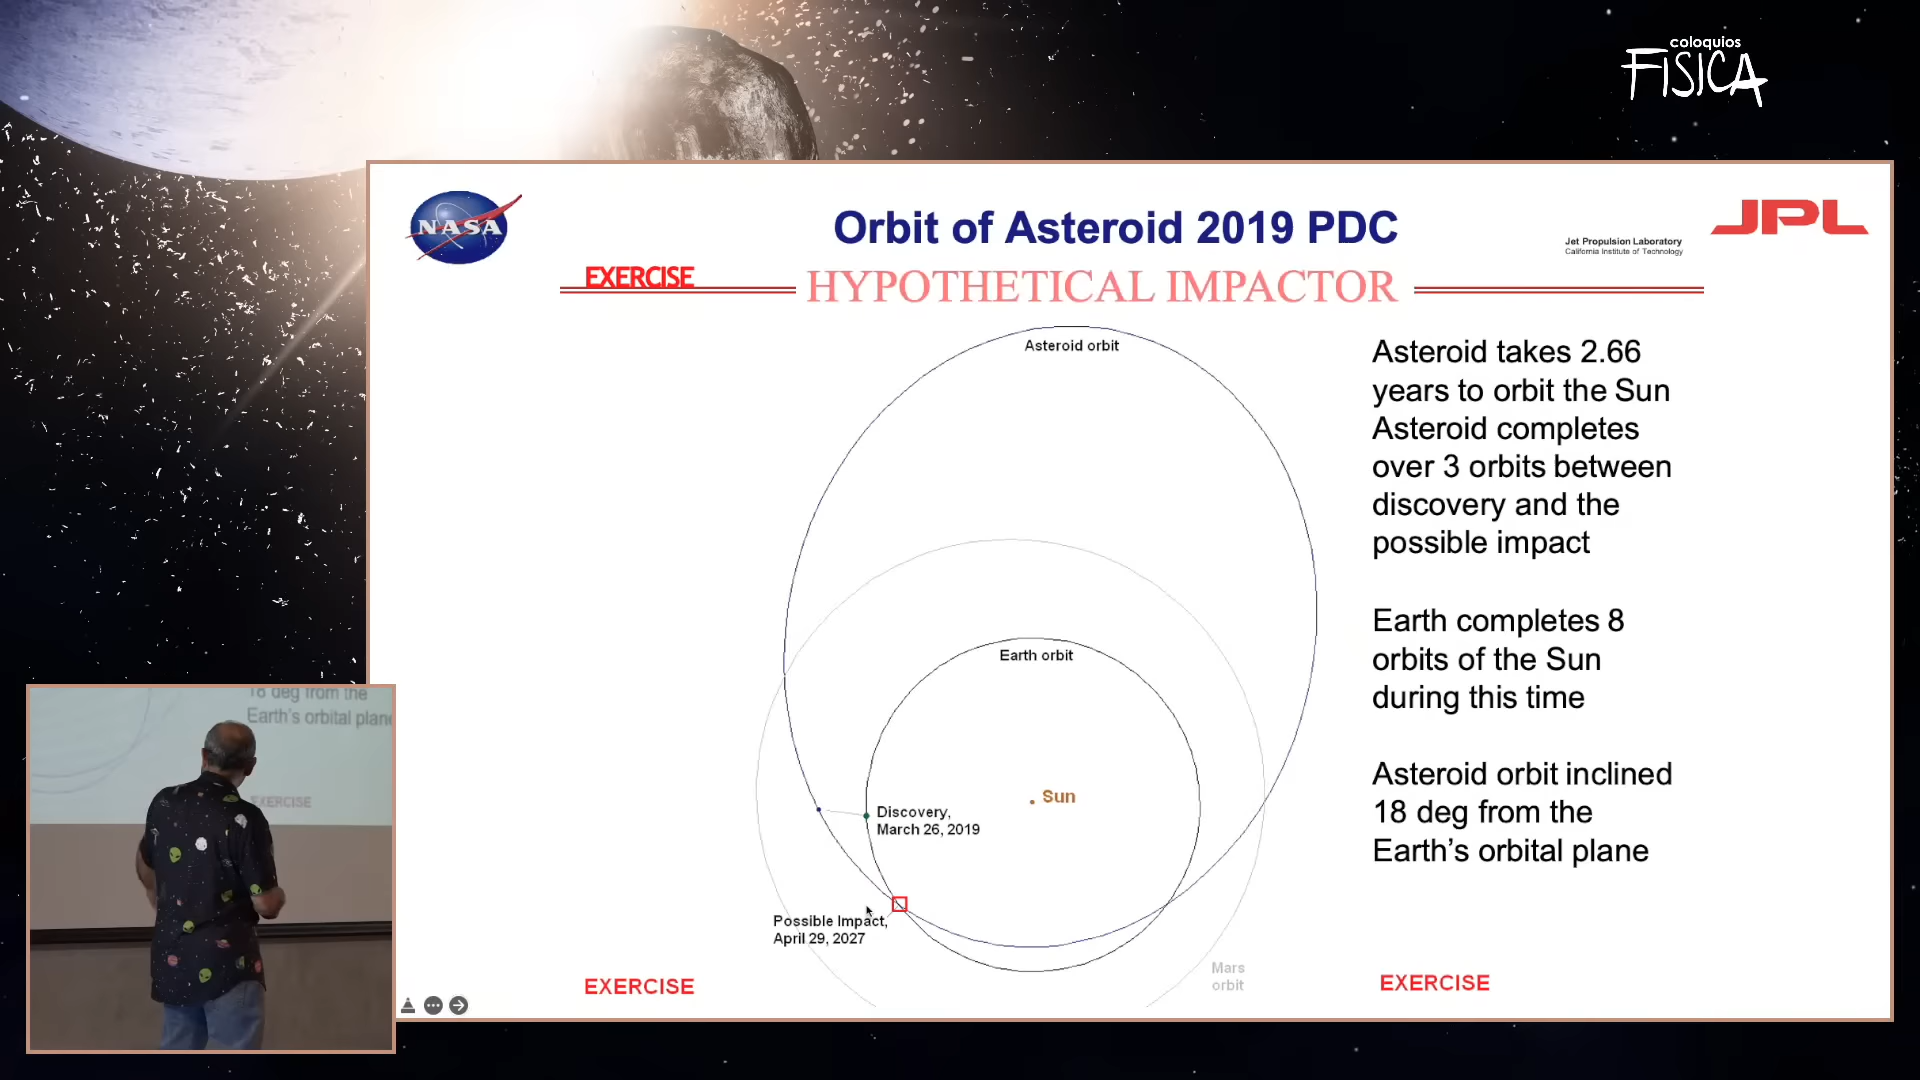 coloquios
FISICA
NASA
Orbit of Asteroid 2019 PDC
JPL
Jet Propulsion Laboratory
California Institute of Technology
EXERCISE
HYPOTHETICAL IMPACTOR
Asteroid orbit
Asteroid takes 2.66
years to orbit the Sun
Asteroid completes
over 3 orbits between
discovery and the
possible impact
Earth completes 8
orbits of the Sun
during this time
Asteroid orbit inclined
18 deg from the
Earth's orbital plane
Earth orbit
Sun
Discovery,
March 26, 2019
Possible Impact,
April 29, 2027
Mars
orbit
EXERCISE
EXERCISE
18 deg from the
Earth's orbital plane
EXERCISE